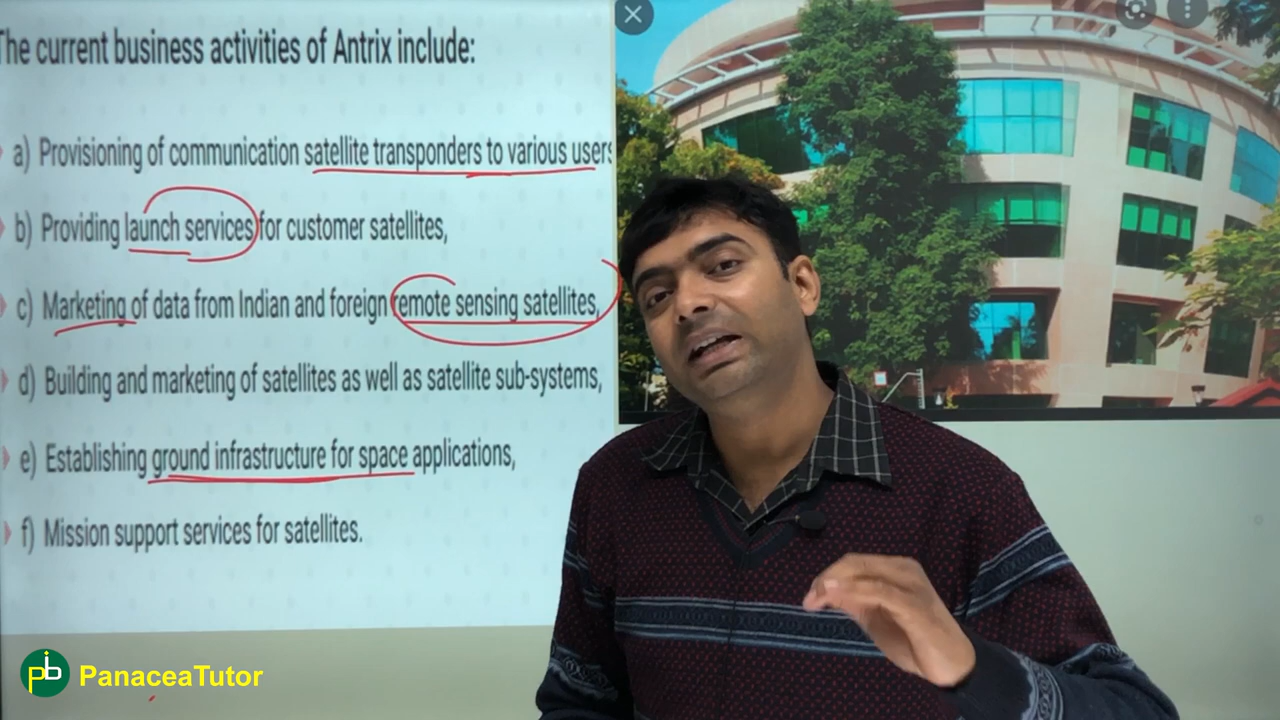 The current business activities of Antrix include:
a) Provisioning of communication satellite transponders to various users
b) Providing launch services for customer satellites,
c) Marketing of data from Indian and foreign remote sensing satellites,
d) Building and marketing of satellites as well as satellite sub-systems,
e) Establishing ground infrastructure for space applications,
f) Mission support services for satellites.
pib PanaceaTutor